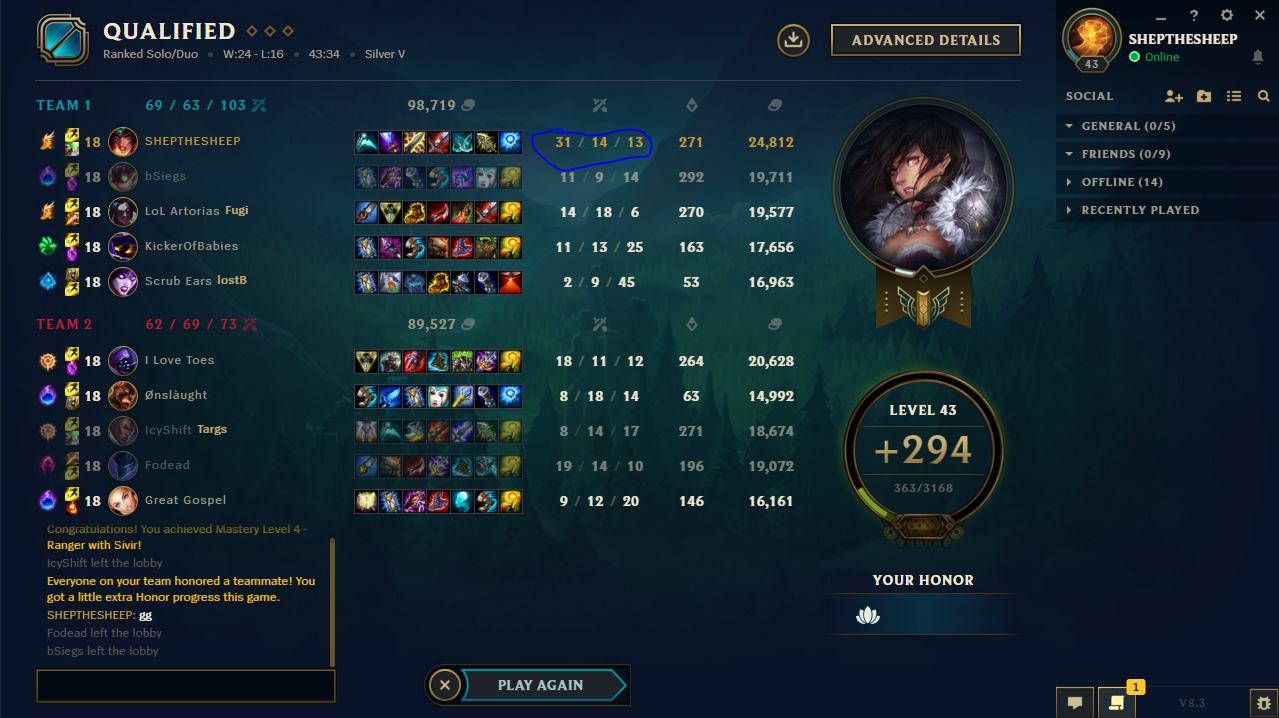 QUALIFIED
Ranked Solo/Duo • W:24 - L:16 • 43:34 • Silver V
ADVANCED DETAILS
SHEPTHESHEEP
43
Online
SOCIAL
GENERAL (0/5)
FRIENDS (0/9)
OFFLINE (14)
RECENTLY PLAYED
TEAM 1 69 / 63 / 103 98,719
18 SHEPTHESHEEP 31 / 14 / 13 271 24,812
18 bSiegs 11 / 9 / 14 292 19,711
18 LoL Artorias Fugi 14 / 18 / 6 270 19,577
18 KickerOfBabies 11 / 13 / 25 163 17,656
18 Scrub Ears lostB 2 / 9 / 45 53 16,963
TEAM 2 62 / 69 / 73 89,527
18 I Love Toes 18 / 11 / 12 264 20,628
18 Ønslàught 8 / 18 / 14 63 14,992
18 IcyShift Targs 8 / 14 / 17 271 18,674
18 Fodead 19 / 14 / 10 196 19,072
18 Great Gospel 9 / 12 / 20 146 16,161
LEVEL 43
+294
363/3168
YOUR HONOR
Congratulations! You achieved Mastery Level 4 -
Ranger with Sivir!
IcyShift left the lobby
Everyone on your team honored a teammate! You
got a little extra Honor progress this game.
SHEPTHESHEEP: gg
Fodead left the lobby
bSiegs left the lobby
PLAY AGAIN
1
V8.3